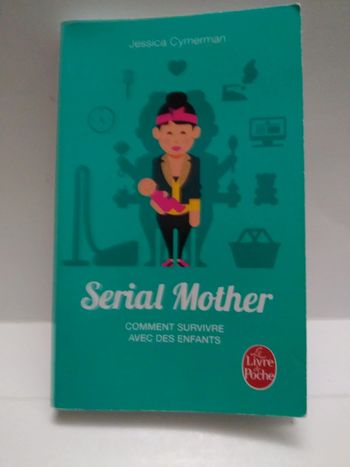 Jessica Cymerman
Serial Mother
COMMENT SURVIVRE
AVEC DES ENFANTS
Le
Livre
de
Poche